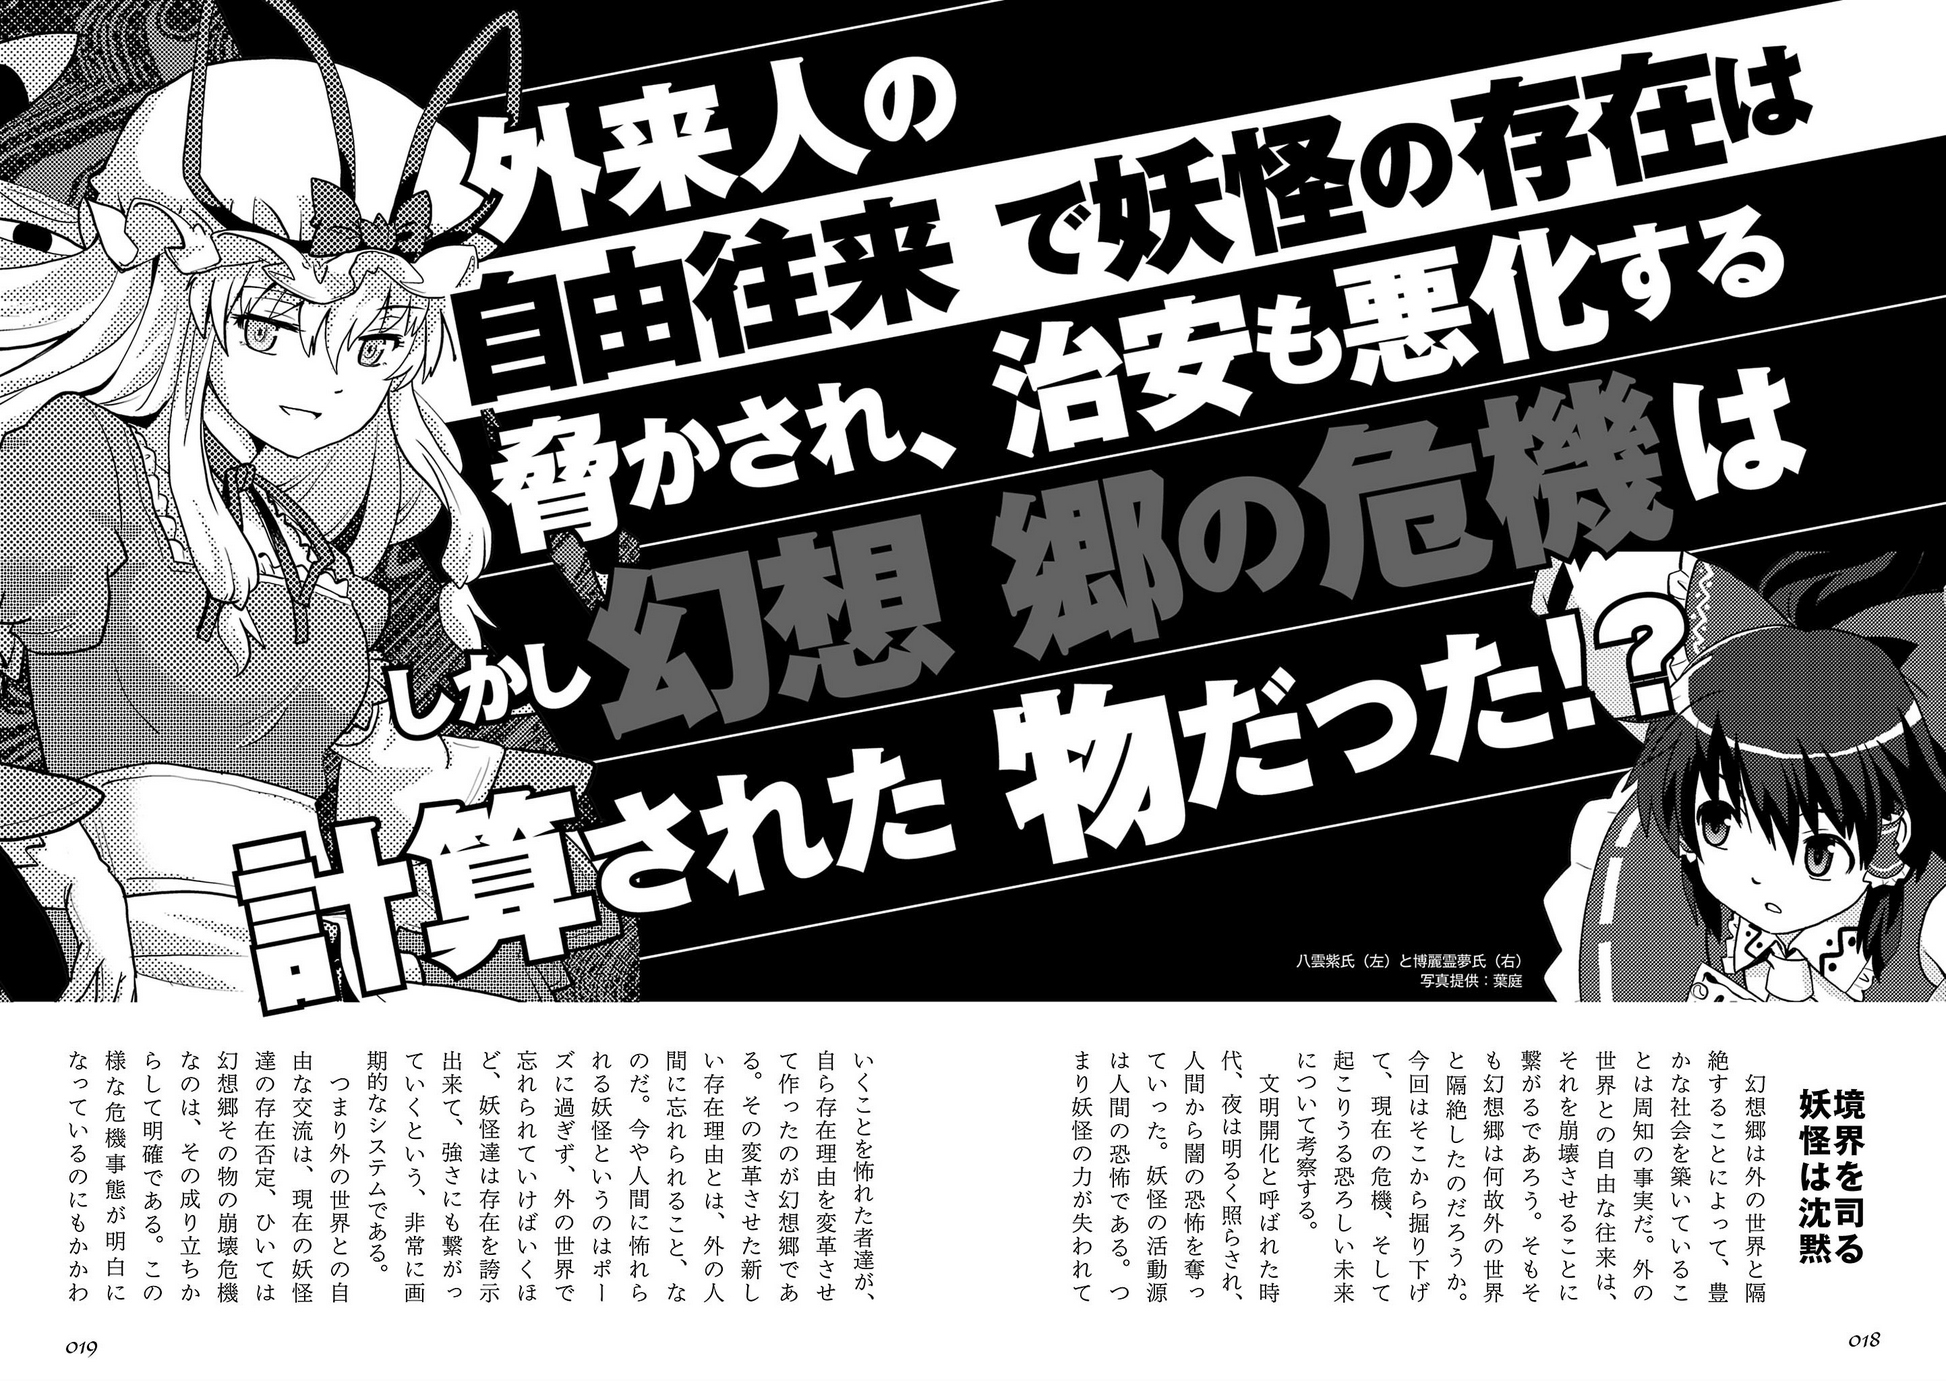 外来人の
自由往来で妖怪の存在は
脅かされ、治安も悪化する
しかし幻想郷の危機は
計算された物だった!?
八雲紫氏（左）と博麗霊夢氏（右）
写真提供：葉庭
境界を司る
妖怪は沈黙
幻想郷は外の世界と隔
絶することによって、豊
かな社会を築いているこ
とは周知の事実だ。外の
世界との自由な往来は、
それを崩壊させることに
繋がるであろう。そもそ
も幻想郷は何故外の世界
と隔絶したのだろうか。
今回はそこから掘り下げ
て、現在の危機、そして
起こりうる恐ろしい未来
について考察する。
文明開化と呼ばれた時
代、夜は明るく照らされ、
人間から闇の恐怖を奪っ
ていった。妖怪の活動源
は人間の恐怖である。つ
まり妖怪の力が失われて
018
いくことを怖れた者達が、
自ら存在理由を変革させ
て作ったのが幻想郷であ
る。その変革させた新し
い存在理由とは、外の人
間に忘れられること、な
のだ。今や人間に怖れら
れる妖怪というのはポー
ズに過ぎず、外の世界で
忘れられていけばいくほ
ど、妖怪達は存在を誇示
出来て、強さにも繋がっ
ていくという、非常に画
期的なシステムである。
つまり外の世界との自
由な交流は、現在の妖怪
達の存在否定、ひいては
幻想郷その物の崩壊危機
なのは、その成り立ちか
らして明確である。この
様な危機事態が明白に
なっているのにもかかわ
019